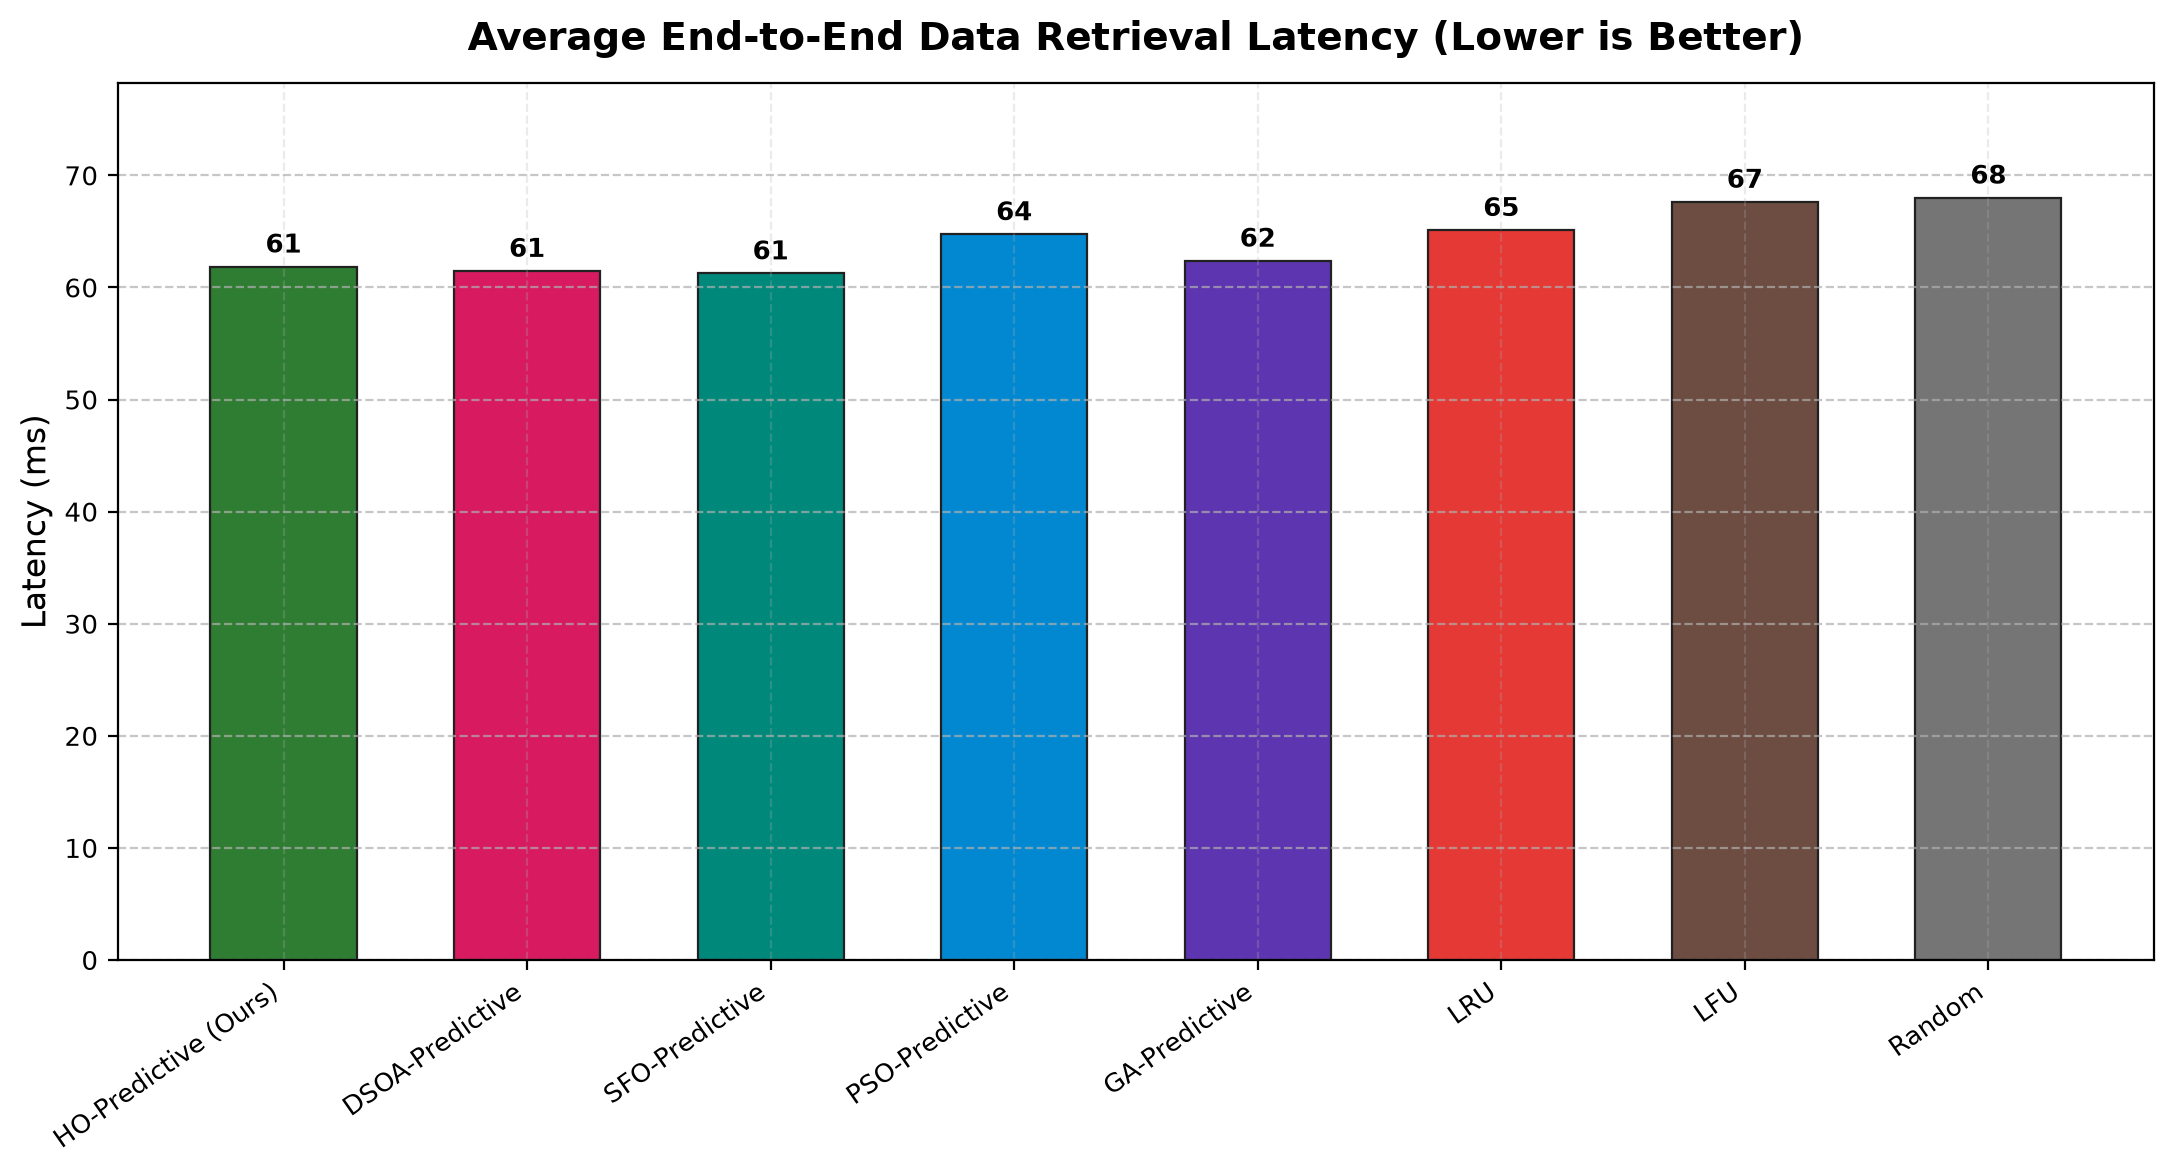 Average End-to-End Data Retrieval Latency (Lower is Better)
Latency (ms)
70
60
50
40
30
20
10
0
61
61
61
64
62
65
67
68
HO-Predictive (Ours)
DSOA-Predictive
SFO-Predictive
PSO-Predictive
GA-Predictive
LRU
LFU
Random